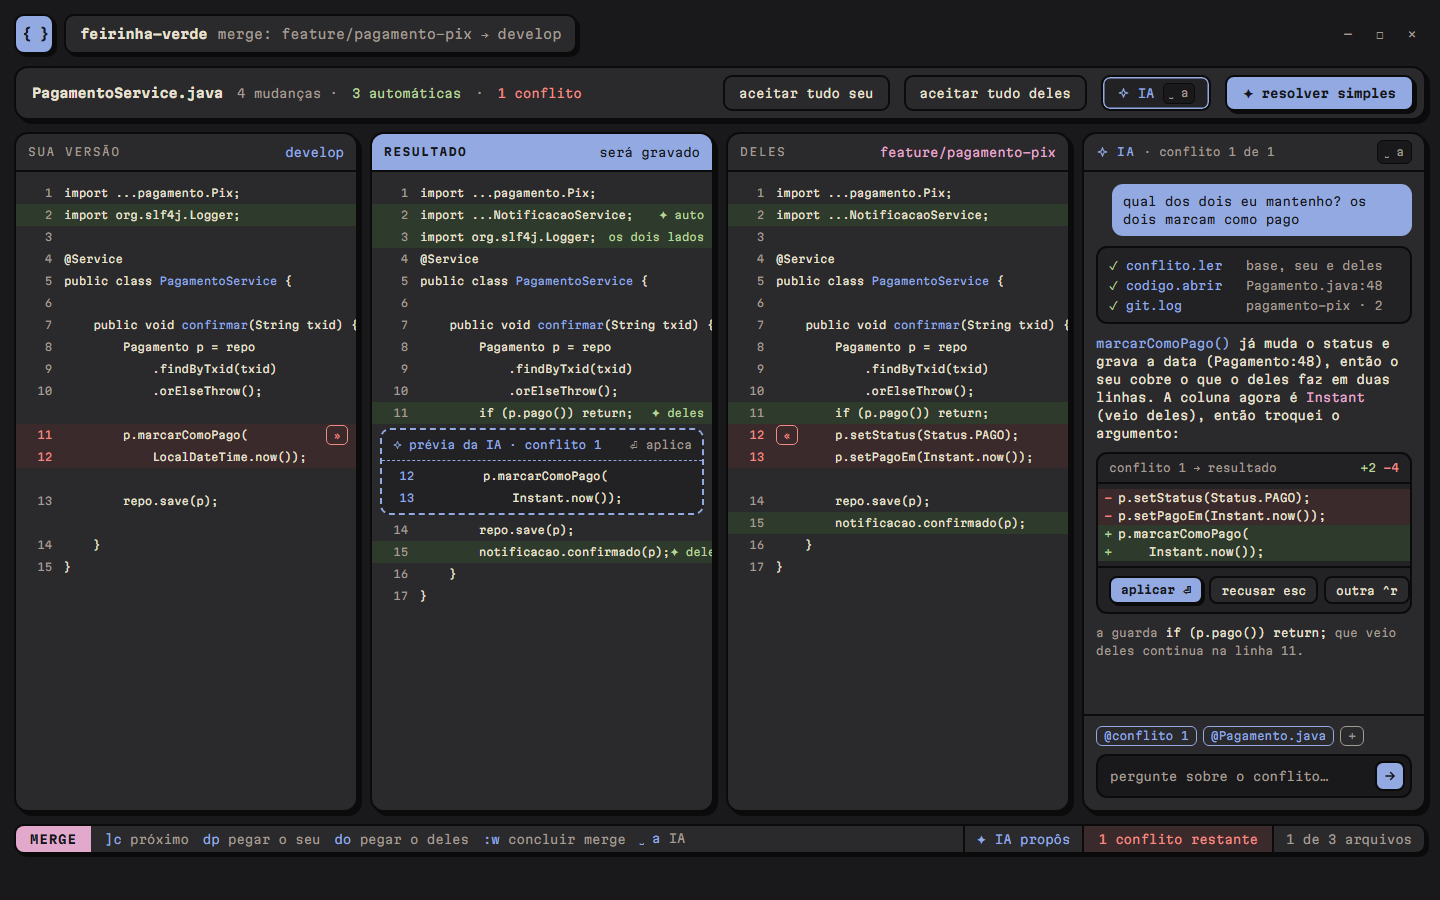 { } feirinha-verde merge: feature/pagamento-pix → develop
— □ ×
PagamentoService.java 4 mudanças · 3 automáticas · 1 conflito
aceitar tudo seu
aceitar tudo deles
✧ IA ⎵ a
✦ resolver simples
SUA VERSÃO develop
1 import ...pagamento.Pix;
2 import org.slf4j.Logger;
3
4 @Service
5 public class PagamentoService {
6
7 public void confirmar(String txid) {
8 Pagamento p = repo
9 .findByTxid(txid)
10 .orElseThrow();
11 p.marcarComoPago( »
12 LocalDateTime.now());
13 repo.save(p);
14 }
15 }
RESULTADO será gravado
1 import ...pagamento.Pix;
2 import ...NotificacaoService; ✦ auto
3 import org.slf4j.Logger; os dois lados
4 @Service
5 public class PagamentoService {
6
7 public void confirmar(String txid) {
8 Pagamento p = repo
9 .findByTxid(txid)
10 .orElseThrow();
11 if (p.pago()) return; ✦ deles
✧ prévia da IA · conflito 1 ⏎ aplica
12 p.marcarComoPago(
13 Instant.now());
14 repo.save(p);
15 notificacao.confirmado(p);✦ dele
16 }
17 }
DELES feature/pagamento-pix
1 import ...pagamento.Pix;
2 import ...NotificacaoService;
3
4 @Service
5 public class PagamentoService {
6
7 public void confirmar(String txid) {
8 Pagamento p = repo
9 .findByTxid(txid)
10 .orElseThrow();
11 if (p.pago()) return;
12 « p.setStatus(Status.PAGO);
13 p.setPagoEm(Instant.now());
14 repo.save(p);
15 notificacao.confirmado(p);
16 }
17 }
✧ IA · conflito 1 de 1 ⎵ a
qual dos dois eu mantenho? os
dois marcam como pago
✓ conflito.ler base, seu e deles
✓ codigo.abrir Pagamento.java:48
✓ git.log pagamento-pix · 2
marcarComoPago() já muda o status e
grava a data (Pagamento:48), então o
seu cobre o que o deles faz em duas
linhas. A coluna agora é Instant
(veio deles), então troquei o
argumento:
conflito 1 → resultado +2 −4
− p.setStatus(Status.PAGO);
− p.setPagoEm(Instant.now());
+ p.marcarComoPago(
+ Instant.now());
aplicar ⏎
recusar esc
outra ^r
a guarda if (p.pago()) return; que veio
deles continua na linha 11.
@conflito 1 @Pagamento.java +
pergunte sobre o conflito… →
MERGE ]c próximo dp pegar o seu do pegar o deles :w concluir merge ⎵ a IA
✦ IA propôs 1 conflito restante 1 de 3 arquivos